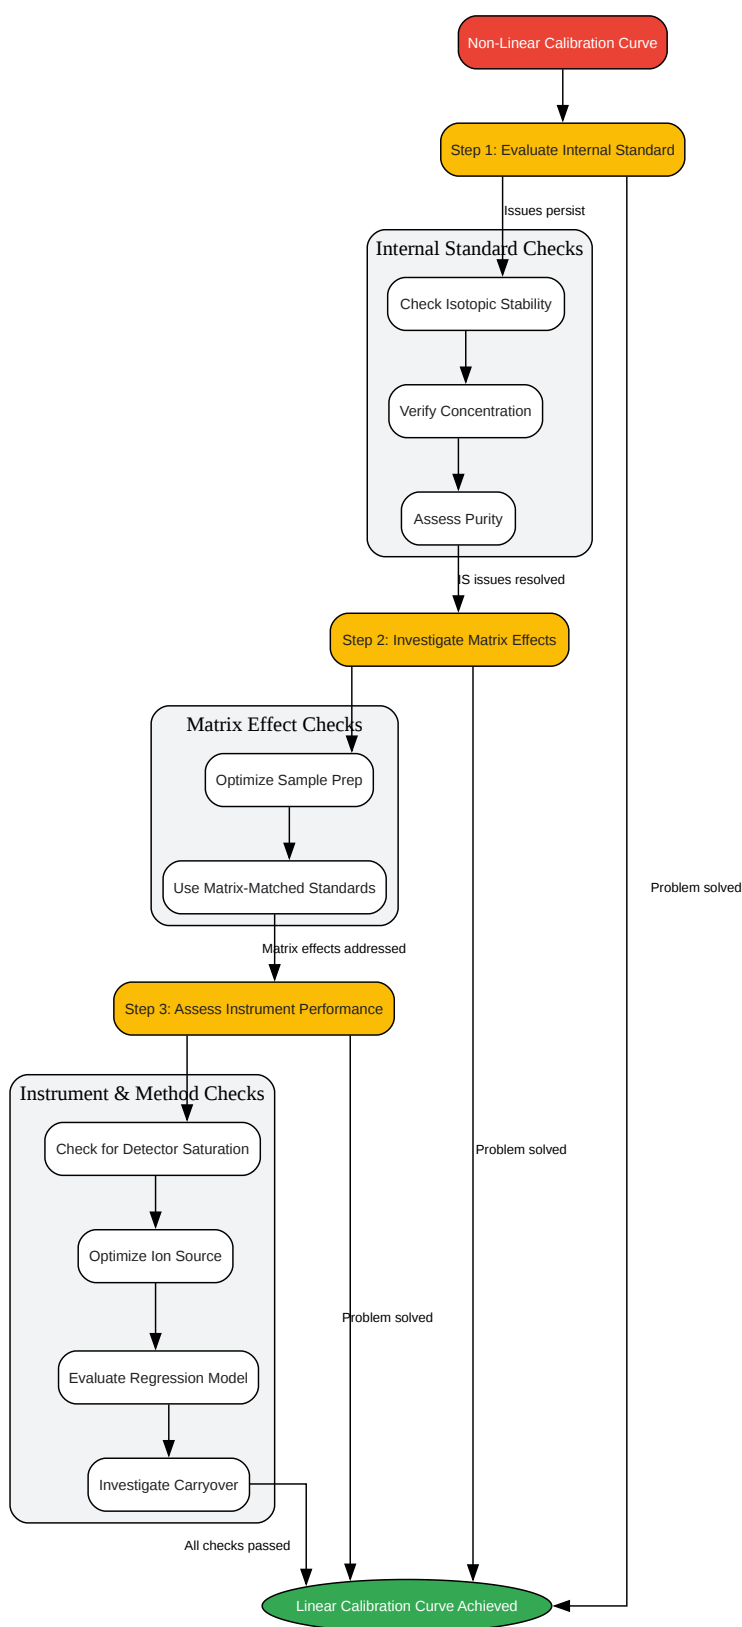 Non-Linear Calibration Curve
Step 1: Evaluate Internal Standard
Issues persist
Internal Standard Checks
Check Isotopic Stability
Verify Concentration
Assess Purity
IS issues resolved
Step 2: Investigate Matrix Effects
Matrix Effect Checks
Optimize Sample Prep
Use Matrix-Matched Standards
Problem solved
Matrix effects addressed
Step 3: Assess Instrument Performance
Instrument & Method Checks
Check for Detector Saturation
Problem solved
Optimize Ion Source
Problem solved
Evaluate Regression Model
Investigate Carryover
All checks passed
Linear Calibration Curve Achieved